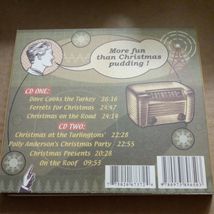 More fun
than Christmas
pudding !
CD ONE:
Dave Cooks the Turkey 26:16
Ferrets for Christmas 24:47
Christmas on the Road 24:14
CD TWO:
Christmas at the Turlingtons' 22:28
Polly Anderson's Christmas Party 22:55
Christmas Presents 20:28
On the Roof 09:53